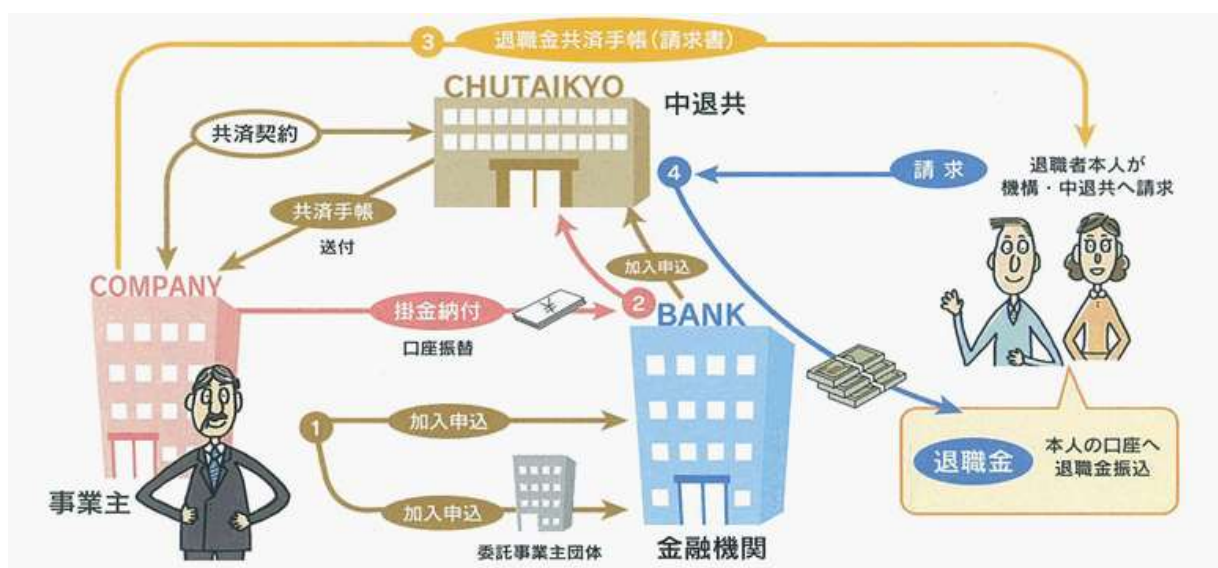 3 退職金共済手帳(請求書)
CHUTAIKYO
中退共
共済契約
4
請求
退職者本人が
機構・中退共へ請求
共済手帳
送付
加入申込
COMPANY
掛金納付
2
BANK
口座振替
1
加入申込
加入申込
事業主
委託事業主団体
金融機関
退職金
本人の口座へ
退職金振込